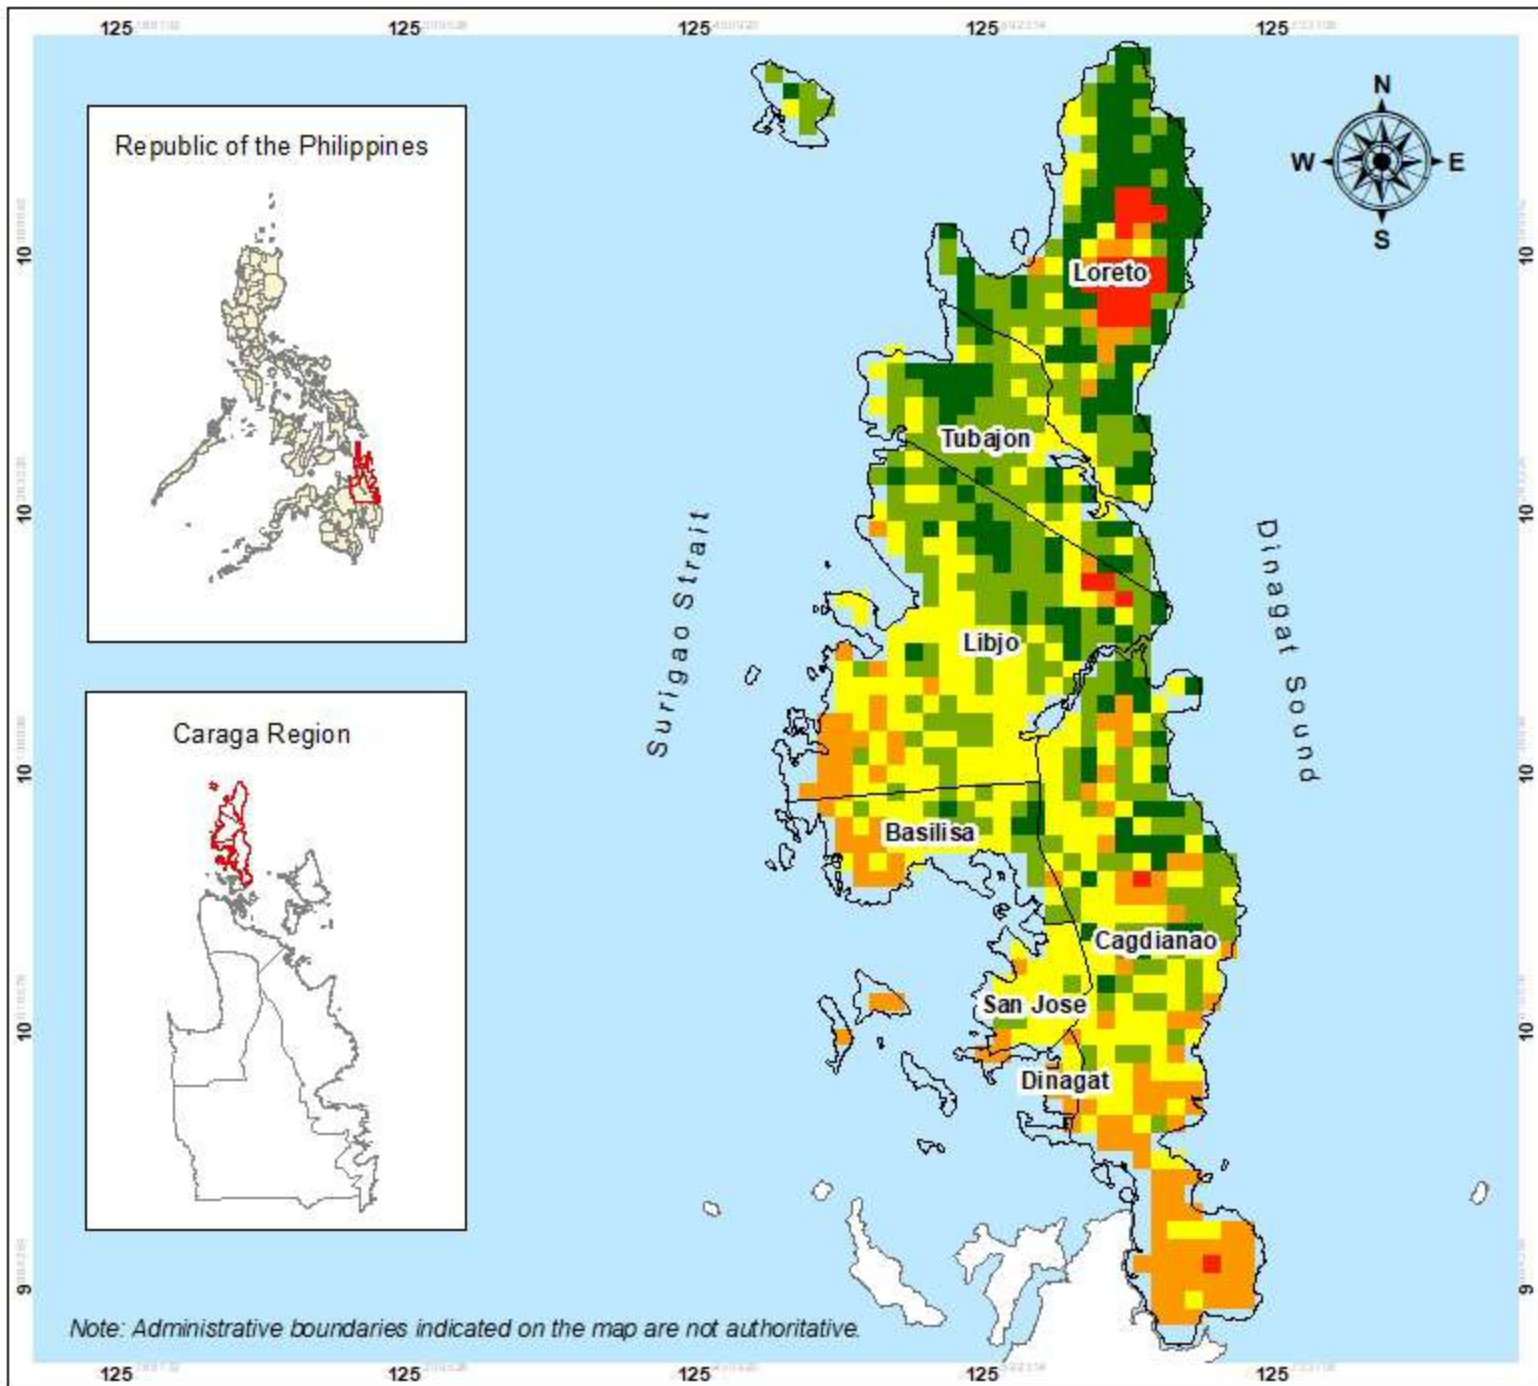 125 125 125 125 125
Republic of the Philippines
N
W E
S
10 10
Loreto
Tubajon
10 10
Surigao Strait
Dinagat Sound
Libjo
Caraga Region
10 10
Basilisa
Cagdianao
San Jose
10 10
Dinagat
9 9
Note: Administrative boundaries indicated on the map are not authoritative.
125 125 125 125 125